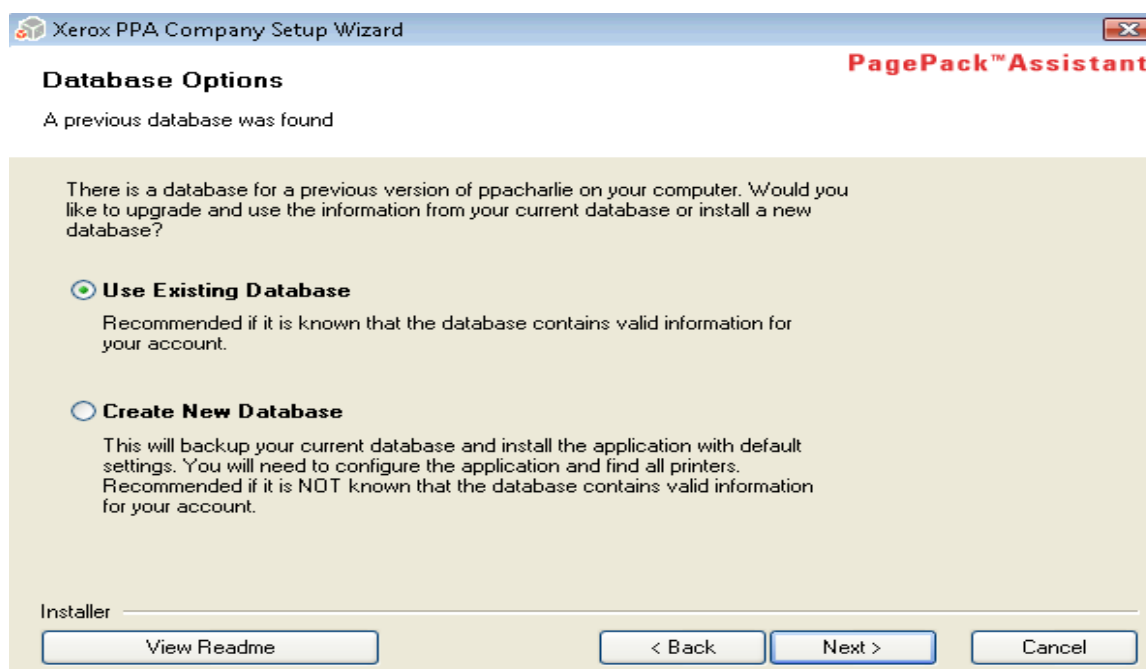 Xerox PPA Company Setup Wizard
PagePack™Assistant
Database Options
A previous database was found
There is a database for a previous version of ppacharlie on your computer. Would you
like to upgrade and use the information from your current database or install a new
database?
Use Existing Database
Recommended if it is known that the database contains valid information for
your account.
Create New Database
This will backup your current database and install the application with default
settings. You will need to configure the application and find all printers.
Recommended if it is NOT known that the database contains valid information
for your account.
Installer
View Readme
< Back
Next >
Cancel